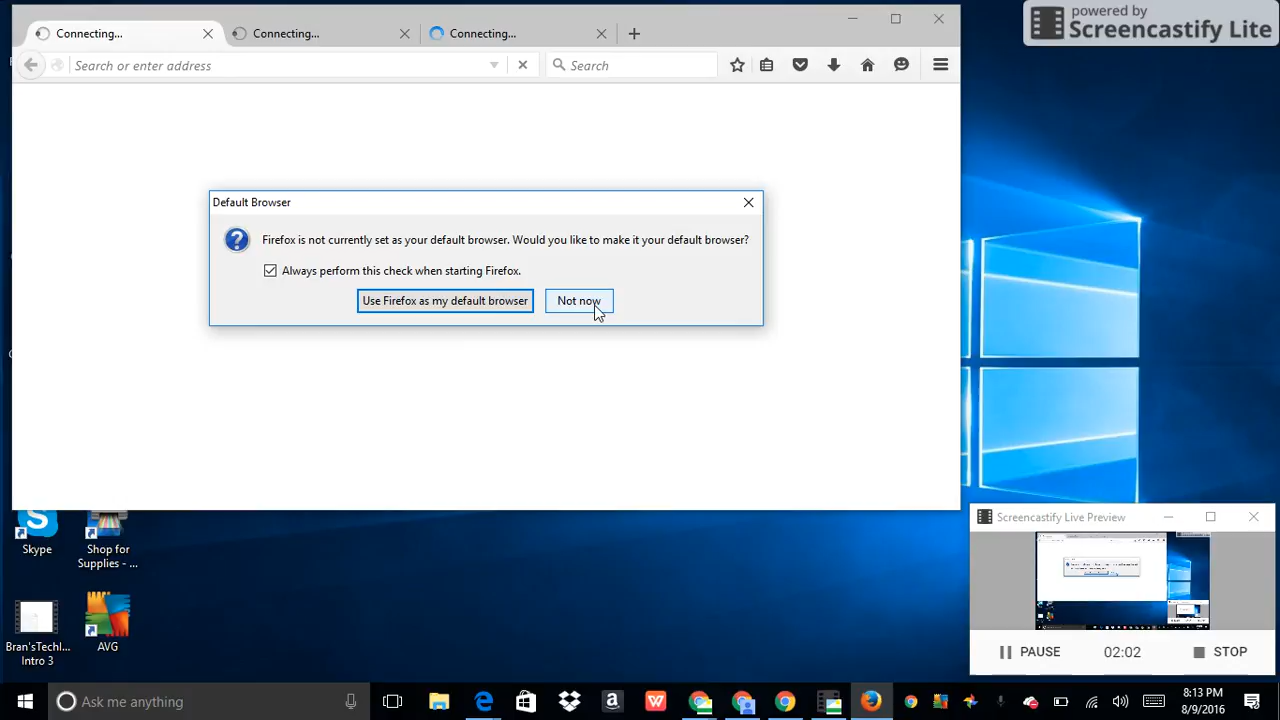 powered by
Screencastify Lite
Connecting...
Connecting...
Connecting...
Search or enter address
Search
Default Browser
Firefox is not currently set as your default browser. Would you like to make it your default browser?
Always perform this check when starting Firefox.
Use Firefox as my default browser
Not now
Skype
Shop for
Supplies - ...
Bran'sTechI...
Intro 3
AVG
Screencastify Live Preview
PAUSE
02:02
STOP
Ask me anything
8:13 PM
8/9/2016